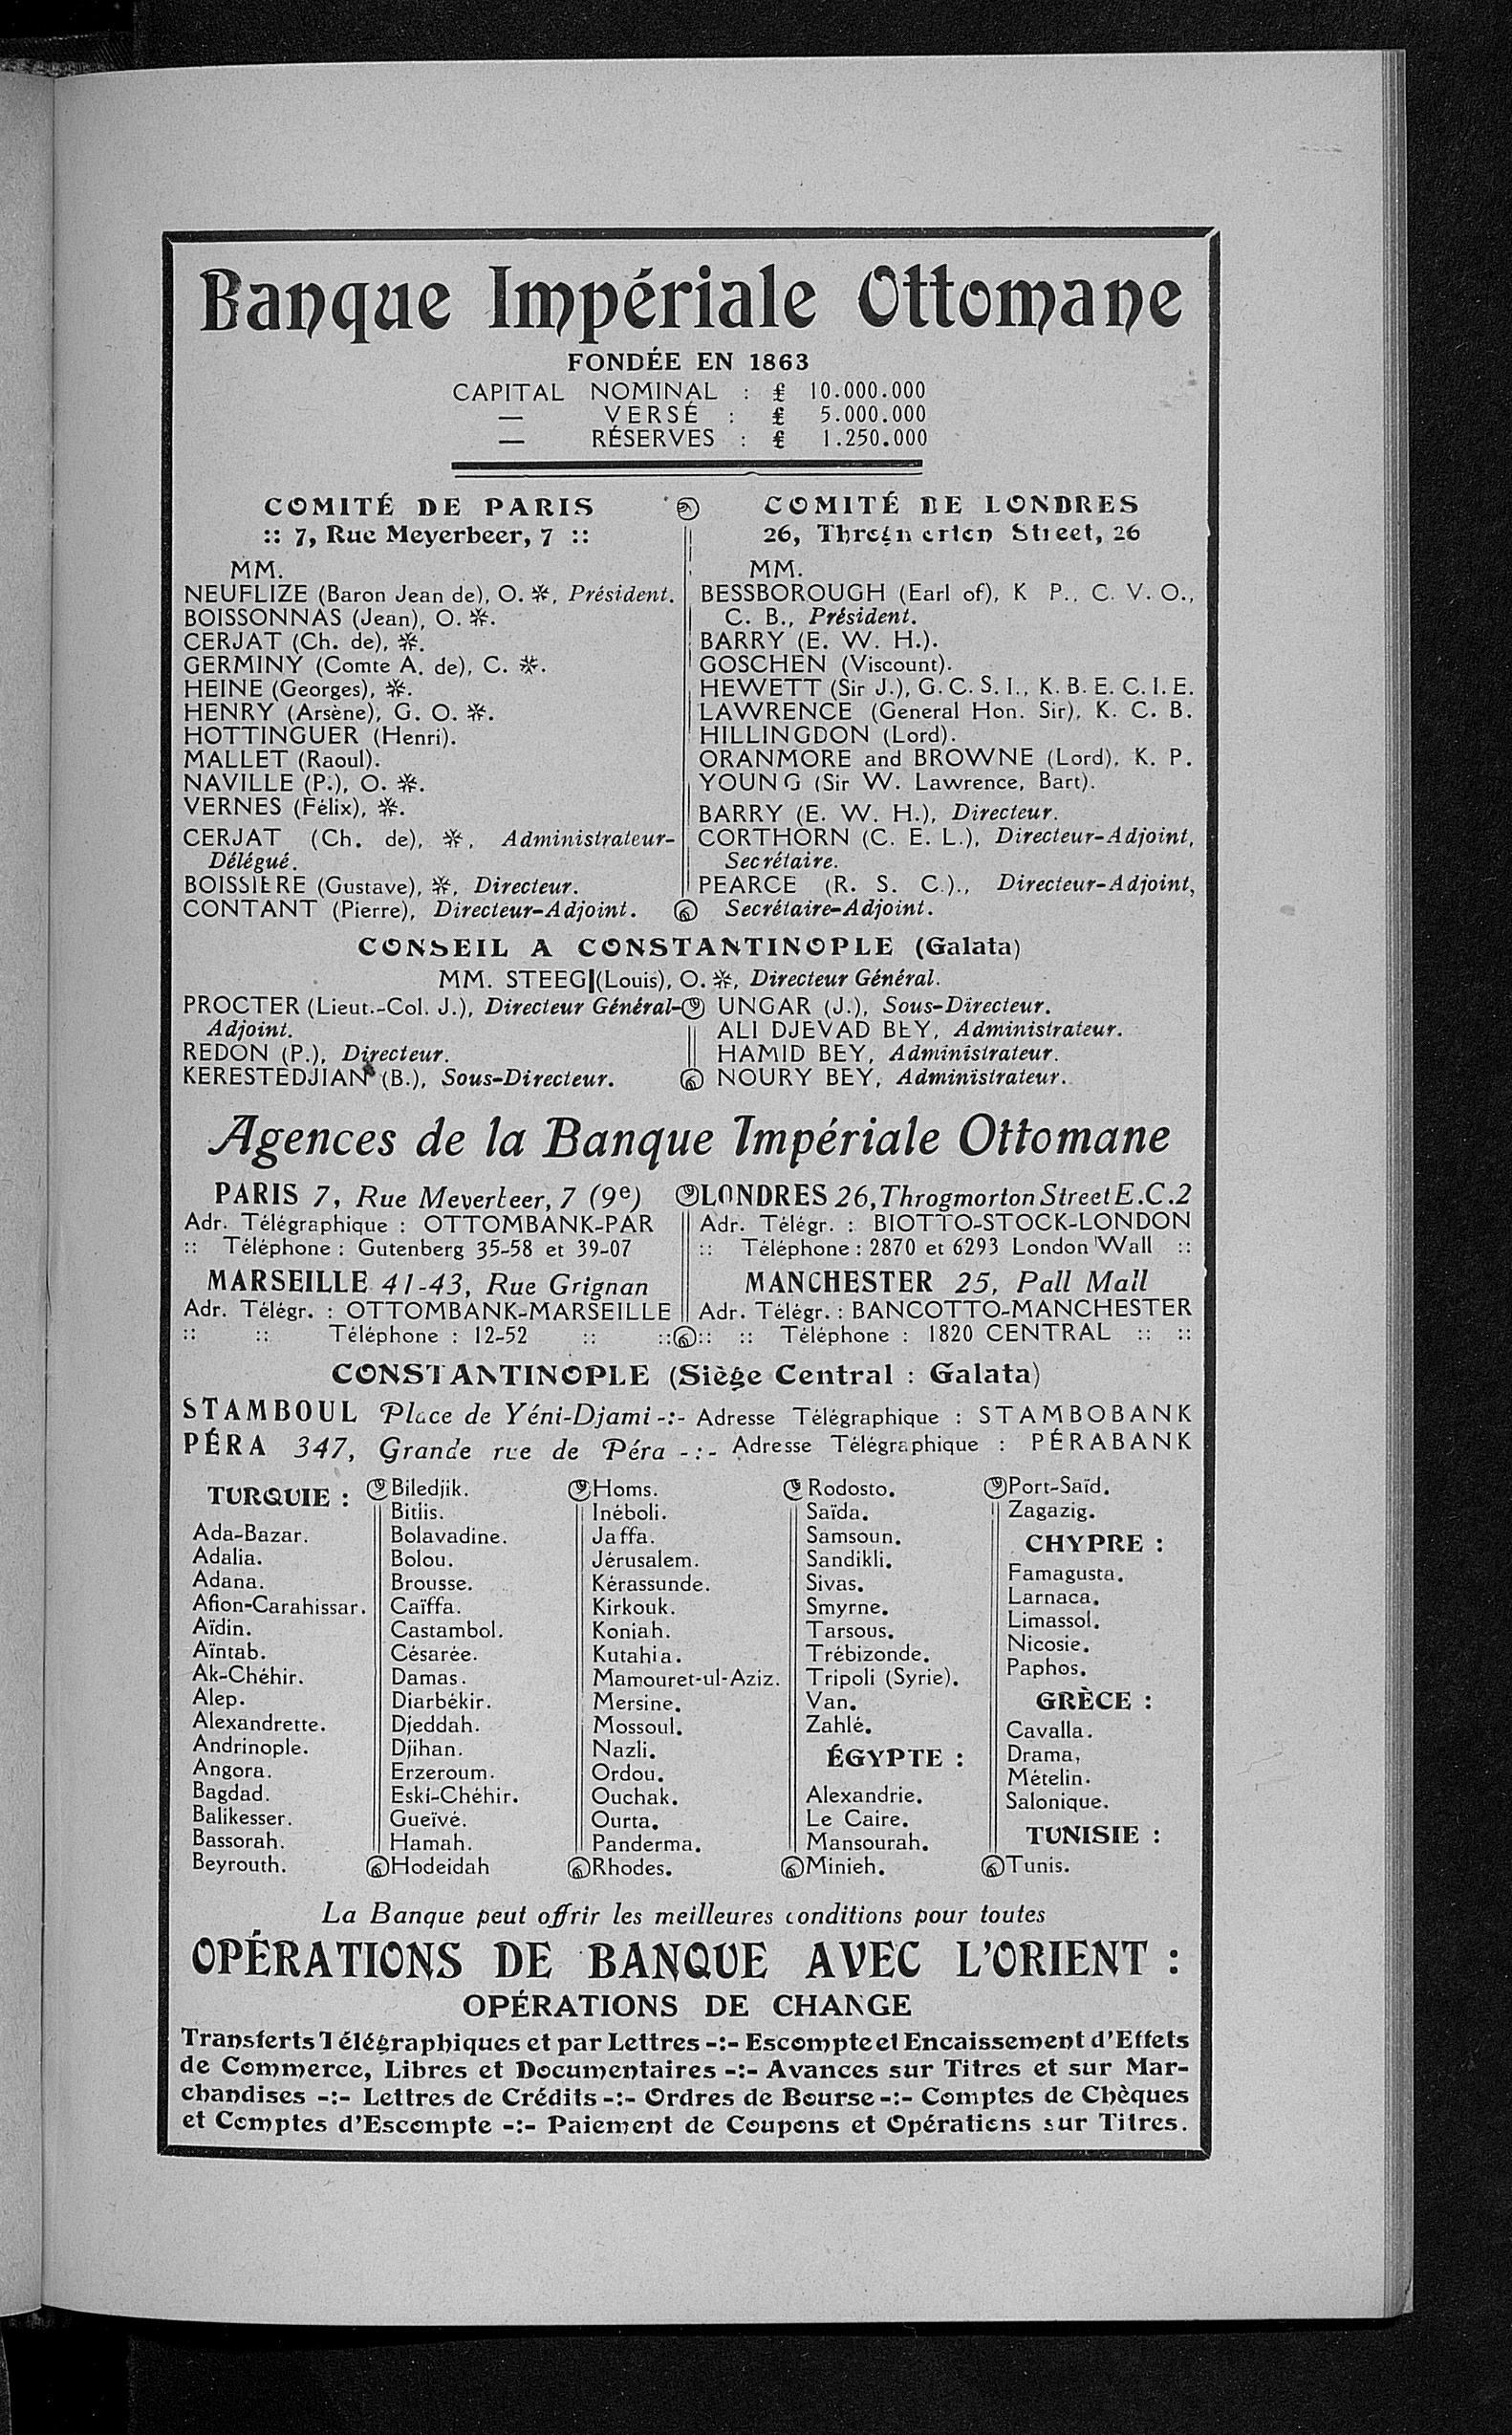 Banque Impériale Ottomane
FONDÉE EN 1863
CAPITAL NOMINAL : £ 10.000.000
— VERSÉ : £ 5.000.000
— RÉSERVES : £ 1.250.000
COMITÉ DE PARIS
:: 7, Rue Meyerbeer, 7 ::
MM.
NEUFLIZE (Baron Jean de), O. ✻, Président.
BOISSONNAS (Jean), O. ✻.
CERJAT (Ch. de), ✻.
GERMINY (Comte A. de), C. ✻.
HEINE (Georges), ✻.
HENRY (Arsène), G. O. ✻.
HOTTINGUER (Henri).
MALLET (Raoul).
NAVILLE (P.), O. ✻.
VERNES (Félix), ✻.
CERJAT (Ch. de), ✻, Administrateur-
Délégué.
BOISSIERE (Gustave), ✻, Directeur.
CONTANT (Pierre), Directeur-Adjoint.
COMITÉ DE LONDRES
26, Throgmorton Street, 26
MM.
BESSBOROUGH (Earl of), K P., C. V. O.,
C. B., Président.
BARRY (E. W. H.).
GOSCHEN (Viscount).
HEWETT (Sir J.), G. C. S. I., K. B. E. C. I. E.
LAWRENCE (General Hon. Sir), K. C. B.
HILLINGDON (Lord).
ORANMORE and BROWNE (Lord), K. P.
YOUNG (Sir W. Lawrence, Bart).
BARRY (E. W. H.), Directeur.
CORTHORN (C. E. L.), Directeur-Adjoint,
Secrétaire.
PEARCE (R. S. C.)., Directeur-Adjoint,
Secrétaire-Adjoint.
CONSEIL A CONSTANTINOPLE (Galata)
MM. STEEG (Louis), O. ✻, Directeur Général.
PROCTER (Lieut.-Col. J.), Directeur Général-
Adjoint.
REDON (P.), Directeur.
KERESTEDJIAN (B.), Sous-Directeur.
UNGAR (J.), Sous-Directeur.
ALI DJEVAD BEY, Administrateur.
HAMID BEY, Administrateur.
NOURY BEY, Administrateur.
Agences de la Banque Impériale Ottomane
PARIS 7, Rue Meyerbeer, 7 (9e)
Adr. Télégraphique : OTTOMBANK-PAR
:: Téléphone : Gutenberg 35-58 et 39-07
MARSEILLE 41-43, Rue Grignan
Adr. Télégr. : OTTOMBANK-MARSEILLE
:: :: Téléphone : 12-52 :: ::
LONDRES 26, Throgmorton Street E.C.2
Adr. Télégr. : BIOTTO-STOCK-LONDON
:: Téléphone : 2870 et 6293 London Wall ::
MANCHESTER 25, Pall Mall
Adr. Télégr. : BANCOTTO-MANCHESTER
:: :: Téléphone : 1820 CENTRAL :: ::
CONSTANTINOPLE (Siège Central : Galata)
STAMBOUL Place de Yéni-Djami -:- Adresse Télégraphique : STAMBOBANK
PÉRA 347, Grande rue de Péra -:- Adresse Télégraphique : PÉRABANK
TURQUIE :
Ada-Bazar.
Adalia.
Adana.
Afion-Carahissar.
Aïdin.
Aïntab.
Ak-Chéhir.
Alep.
Alexandrette.
Andrinople.
Angora.
Bagdad.
Balikesser.
Bassorah.
Beyrouth.
Biledjik.
Bitlis.
Bolavadine.
Bolou.
Brousse.
Caïffa.
Castambol.
Césarée.
Damas.
Diarbékir.
Djeddah.
Djihan.
Erzeroum.
Eski-Chéhir.
Gueïvé.
Hamah.
Hodeidah
Homs.
Inéboli.
Jaffa.
Jérusalem.
Kérassunde.
Kirkouk.
Koniah.
Kutahia.
Mamouret-ul-Aziz.
Mersine.
Mossoul.
Nazli.
Ordou.
Ouchak.
Ourta.
Panderma.
Rhodes.
Rodosto.
Saïda.
Samsoun.
Sandikli.
Sivas.
Smyrne.
Tarsous.
Trébizonde.
Tripoli (Syrie).
Van.
Zahlé.
ÉGYPTE :
Alexandrie.
Le Caire.
Mansourah.
Minieh.
Port-Saïd.
Zagazig.
CHYPRE :
Famagusta.
Larnaca.
Limassol.
Nicosie.
Paphos.
GRÈCE :
Cavalla.
Drama,
Mételin.
Salonique.
TUNISIE :
Tunis.
La Banque peut offrir les meilleures conditions pour toutes
OPÉRATIONS DE BANQUE AVEC L'ORIENT :
OPÉRATIONS DE CHANGE
Transferts Télégraphiques et par Lettres -:- Escompte et Encaissement d'Effets
de Commerce, Libres et Documentaires -:- Avances sur Titres et sur Mar-
chandises -:- Lettres de Crédits -:- Ordres de Bourse -:- Comptes de Chèques
et Comptes d'Escompte -:- Paiement de Coupons et Opérations sur Titres.